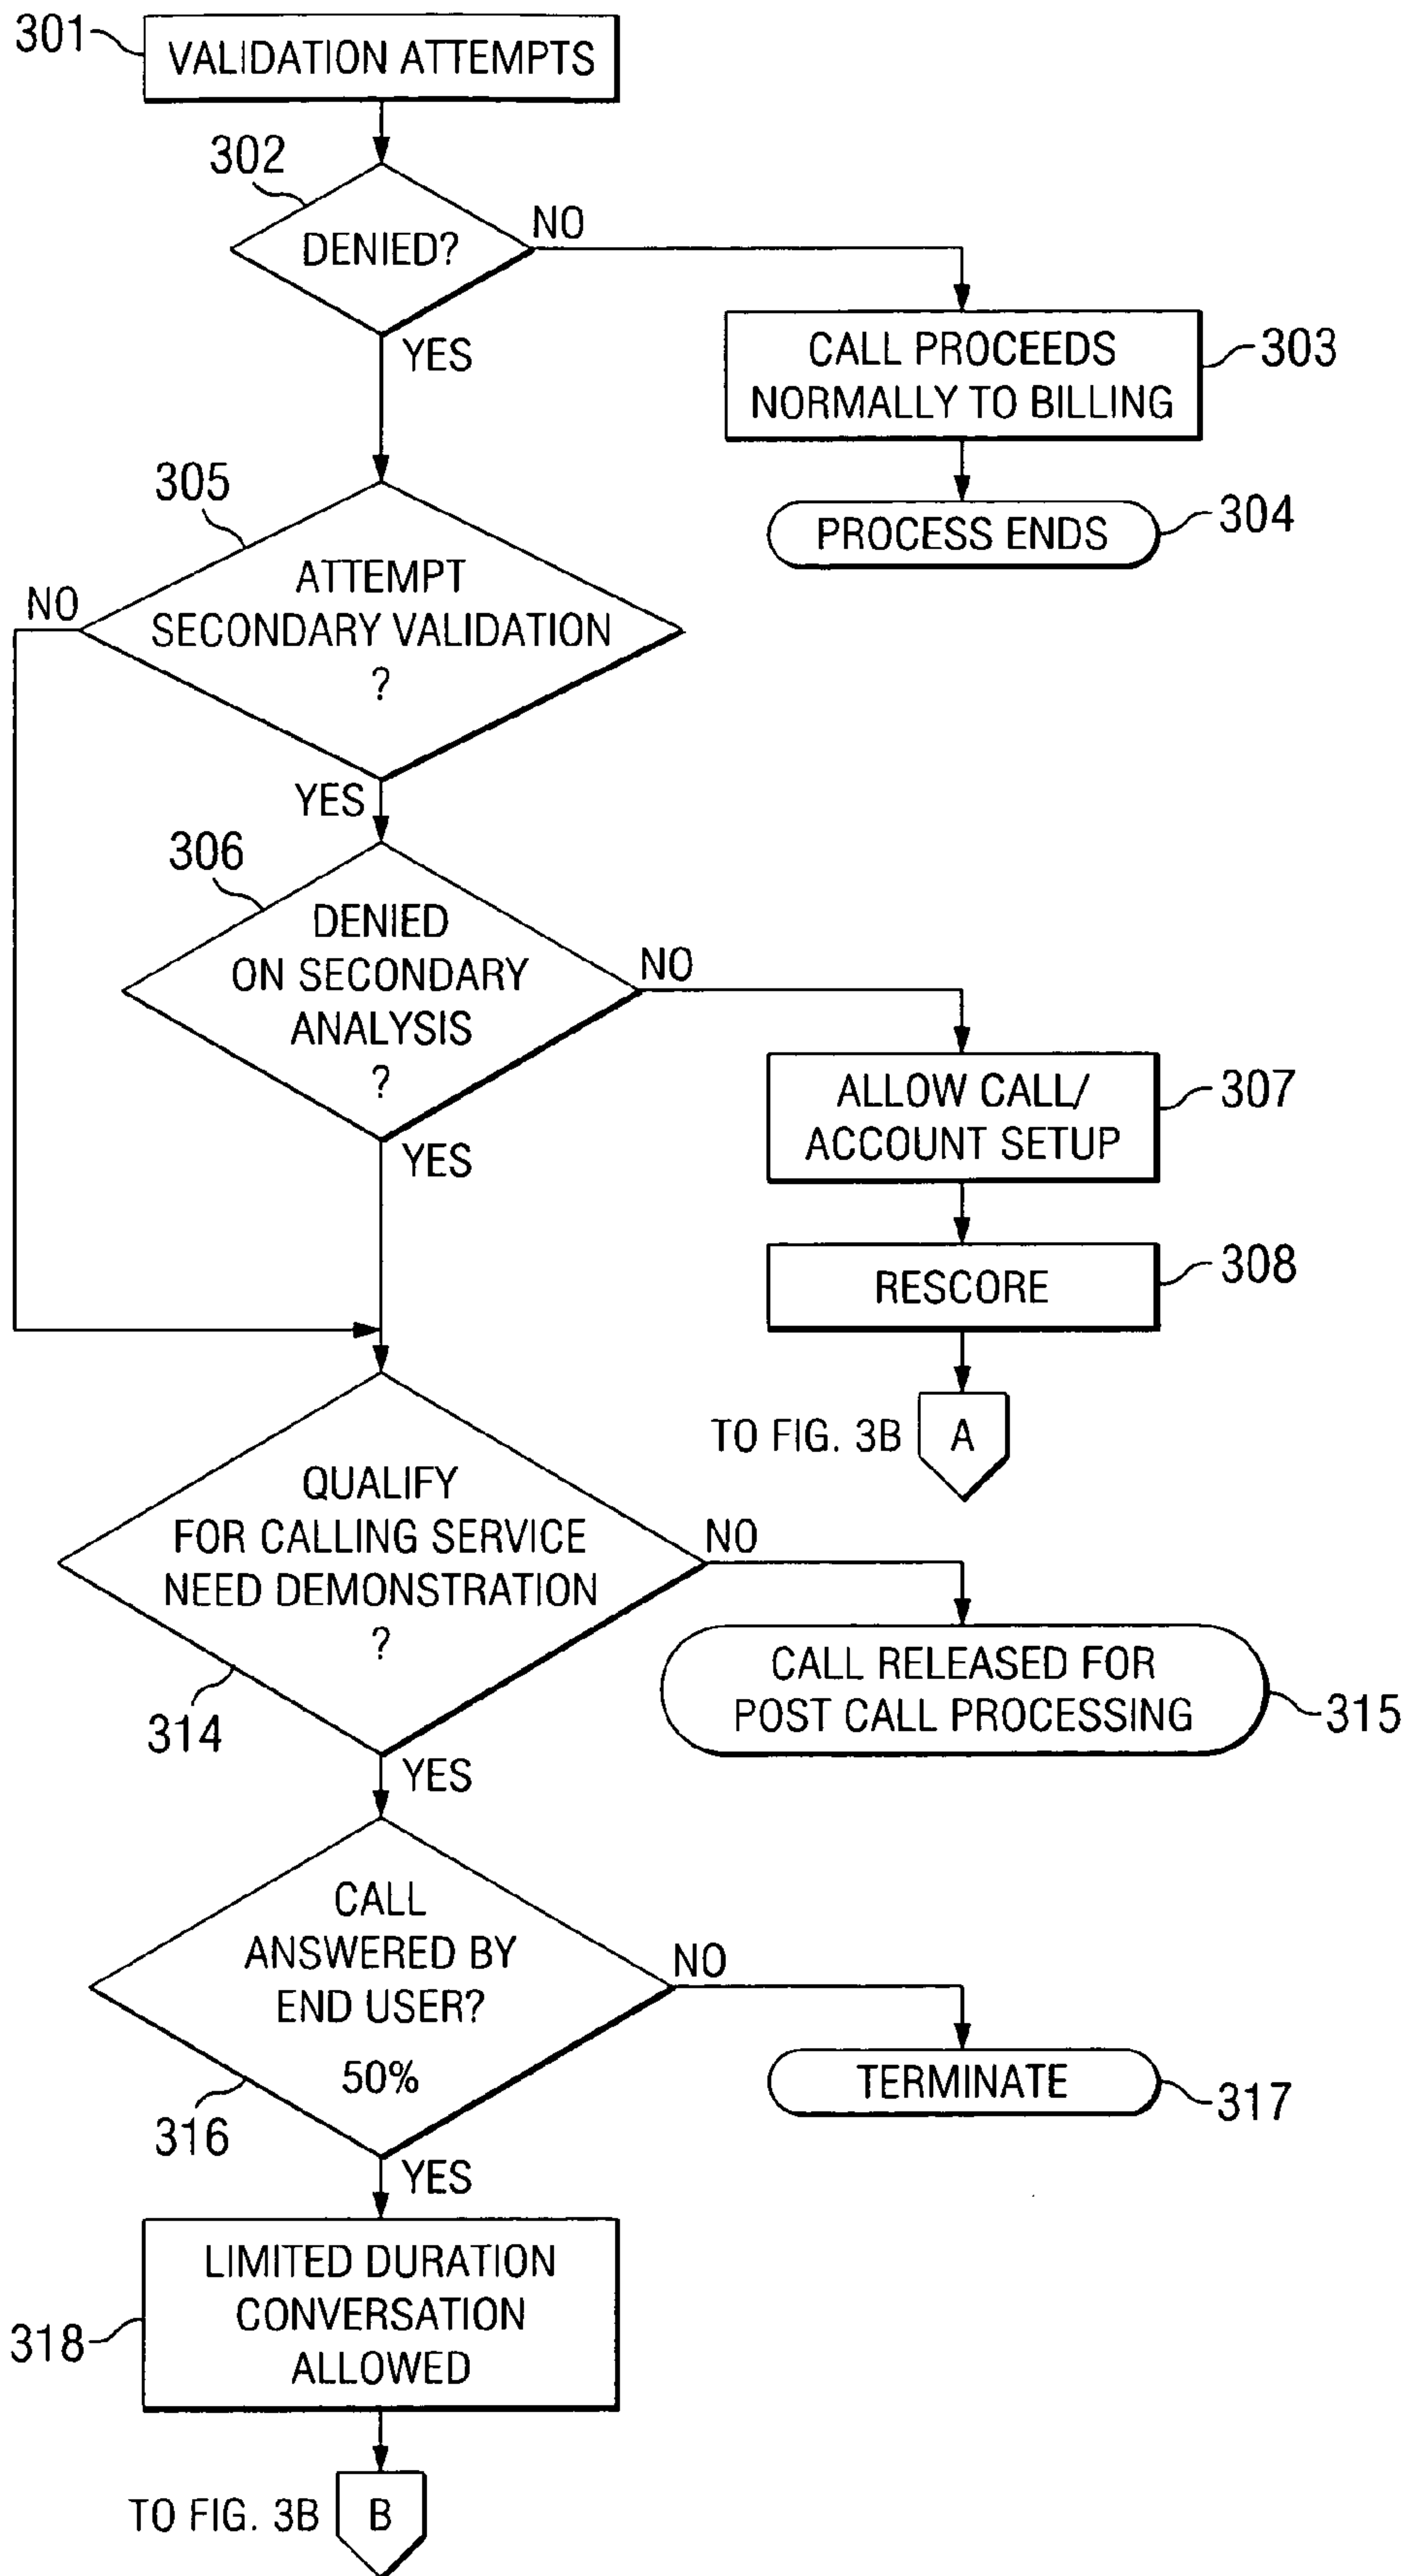 301
VALIDATION ATTEMPTS
302
DENIED?
NO
YES
CALL PROCEEDS
NORMALLY TO BILLING
303
PROCESS ENDS
304
305
ATTEMPT
SECONDARY VALIDATION
?
NO
YES
306
DENIED
ON SECONDARY
ANALYSIS
?
NO
YES
ALLOW CALL/
ACCOUNT SETUP
307
RESCORE
308
TO FIG. 3B
A
QUALIFY
FOR CALLING SERVICE
NEED DEMONSTRATION
?
314
NO
YES
CALL RELEASED FOR
POST CALL PROCESSING
315
CALL
ANSWERED BY
END USER?
50%
316
NO
YES
TERMINATE
317
LIMITED DURATION
CONVERSATION
ALLOWED
318
TO FIG. 3B
B